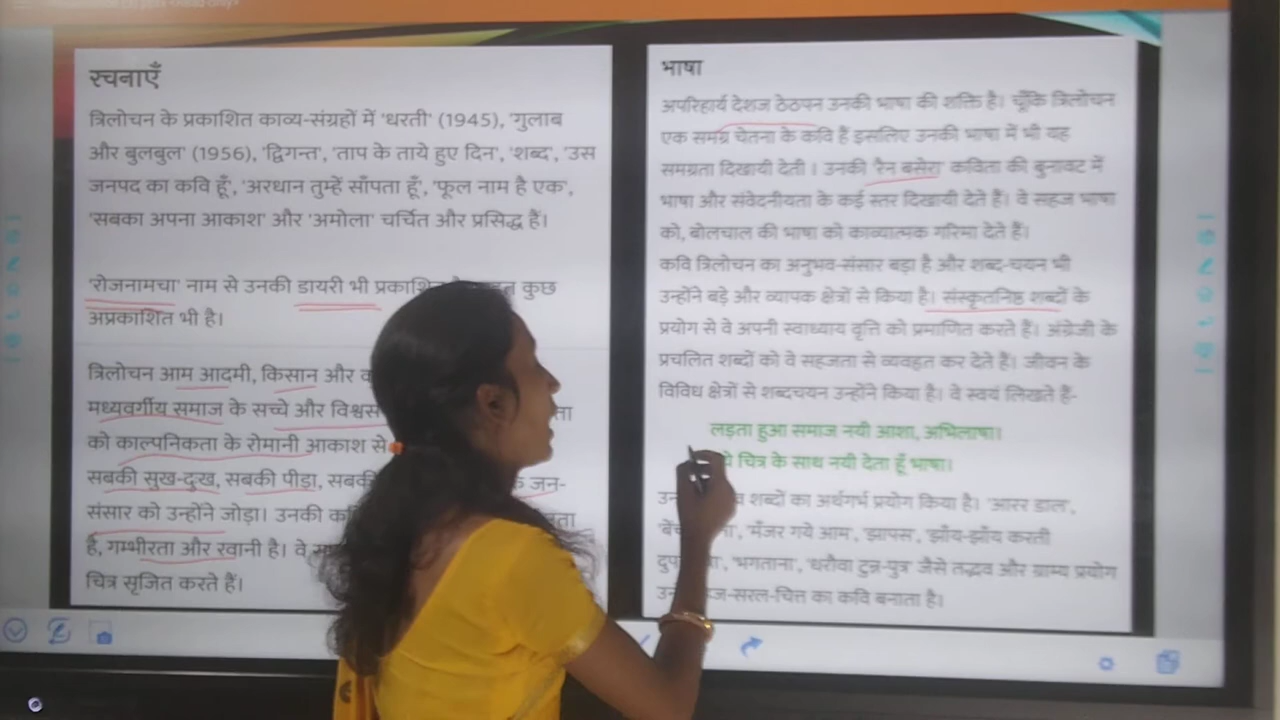 रचनाएँ
त्रिलोचन के प्रकाशित काव्य-संग्रहों में 'धरती' (1945), 'गुलाब
और बुलबुल' (1956), 'द्विगन्त', 'ताप के ताये हुए दिन', 'शब्द', 'उस
जनपद का कवि हूँ', 'अरधान तुम्हें सौंपता हूँ', 'फूल नाम है एक',
'सबका अपना आकाश' और 'अमोला' चर्चित और प्रसिद्ध हैं।
'रोजनामचा' नाम से उनकी डायरी भी कुछ
अप्रकाशित भी है।
त्रिलोचन आम आदमी, किसान और
मध्यवर्गीय समाज के सच्चे और
को काल्पनिकता के रोमानी आकाश से
सबकी सुख-दुःख, सबकी पीड़ा, जन-
संसार को उन्होंने जोड़ा। उनकी
है, गम्भीरता और रवानी है। वे
चित्र सृजित करते हैं।
भाषा
अपरिहार्य देशज ठेठपन उनकी भाषा की शक्ति है। चूँकि त्रिलोचन
एक समग्र चेतना के कवि हैं इसलिए उनकी भाषा में भी यह
समग्रता दिखायी देती । उनकी 'रैन बसेरा' कविता की बुनावट में
भाषा और संवेदनीयता के कई स्तर दिखायी देते हैं। वे सहज भाषा
को, बोलचाल की भाषा को काव्यात्मक गरिमा देते हैं।
कवि त्रिलोचन का अनुभव-संसार बड़ा है और शब्द-चयन भी
उन्होंने बड़े और व्यापक क्षेत्रों से किया है। संस्कृतनिष्ठ शब्दों के
प्रयोग से वे अपनी स्वाध्याय वृत्ति को प्रमाणित करते हैं। अंग्रेजी के
प्रचलित शब्दों को वे सहजता से व्यवहृत कर देते हैं। जीवन के
विविध क्षेत्रों से शब्दचयन उन्होंने किया है। वे स्वयं लिखते हैं-
लड़ता हुआ समाज नयी आशा, अभिलाषा।
चित्र के साथ नयी देता हूँ भाषा।
शब्दों का अर्थगर्भ प्रयोग किया है। 'आरर डाल',
'मँजर गये आम', 'झापस', 'झाँय-झाँय करती
'भगताना', 'धरौवा टुन्न-पुन्न' जैसे तद्भव और ग्राम्य प्रयोग
का कवि बनाता है।